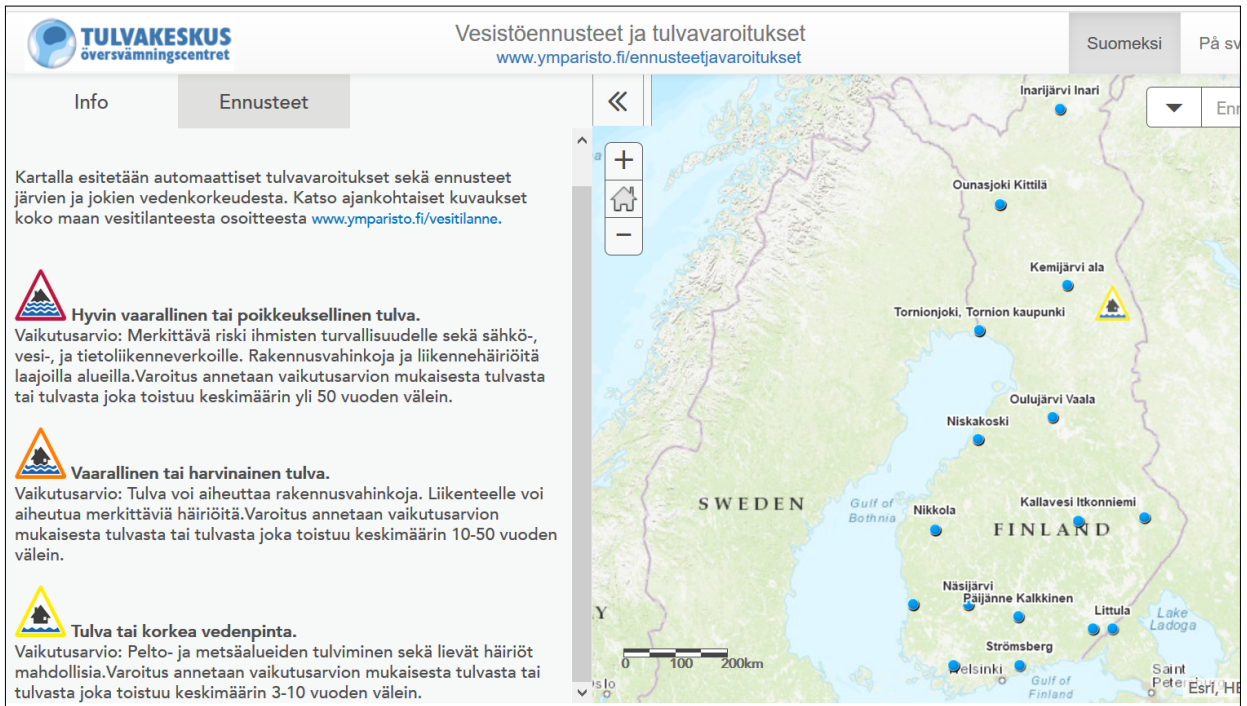 TULVAKESKUS
översvämningscentret
Vesistöennusteet ja tulvavaroitukset
www.ymparisto.fi/ennusteetjavaroitukset
Suomeksi
På sv
Info
Ennusteet
Kartalla esitetään automaattiset tulvavaroitukset sekä ennusteet
järvien ja jokien vedenkorkeudesta. Katso ajankohtaiset kuvaukset
koko maan vesitilanteesta osoitteesta www.ymparisto.fi/vesitilanne.
Hyvin vaarallinen tai poikkeuksellinen tulva.
Vaikutusarvio: Merkittävä riski ihmisten turvallisuudelle sekä sähkö-,
vesi-, ja tietoliikenneverkoille. Rakennusvahinkoja ja liikennehäiriöitä
laajoilla alueilla.Varoitus annetaan vaikutusarvion mukaisesta tulvasta
tai tulvasta joka toistuu keskimäärin yli 50 vuoden välein.
Vaarallinen tai harvinainen tulva.
Vaikutusarvio: Tulva voi aiheuttaa rakennusvahinkoja. Liikenteelle voi
aiheutua merkittäviä häiriöitä.Varoitus annetaan vaikutusarvion
mukaisesta tulvasta tai tulvasta joka toistuu keskimäärin 10-50 vuoden
välein.
Tulva tai korkea vedenpinta.
Vaikutusarvio: Pelto- ja metsäalueiden tulviminen sekä lievät häiriöt
mahdollisia.Varoitus annetaan vaikutusarvion mukaisesta tulvasta tai
tulvasta joka toistuu keskimäärin 3-10 vuoden välein.
Inarijärvi Inari
Enn
a
Ounasjoki Kittilä
Kemijärvi ala
Tornionjoki, Tornion kaupunki
Oulujärvi Vaala
Niskakoski
SWEDEN
Gulf of
Bothnia
Nikkola
Kallavesi Itkonniemi
FINLAND
Näsijärvi
Päijänne Kalkkinen
Littula
Lake
Ladoga
Y
Strömsberg
0 100 200km
Helsinki
Gulf of
Finland
Saint
Petersburg
slo
Esri, HE